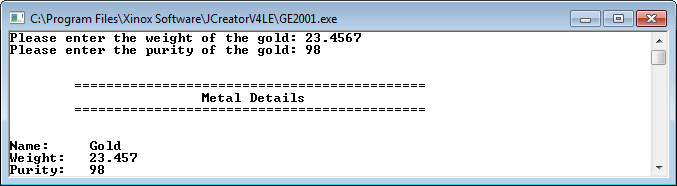 C:\Program Files\Xinox Software\JCreatorV4LE\GE2001.exe
Please enter the weight of the gold: 23.4567
Please enter the purity of the gold: 98
============================================
Metal Details
============================================
Name: Gold
Weight: 23.457
Purity: 98